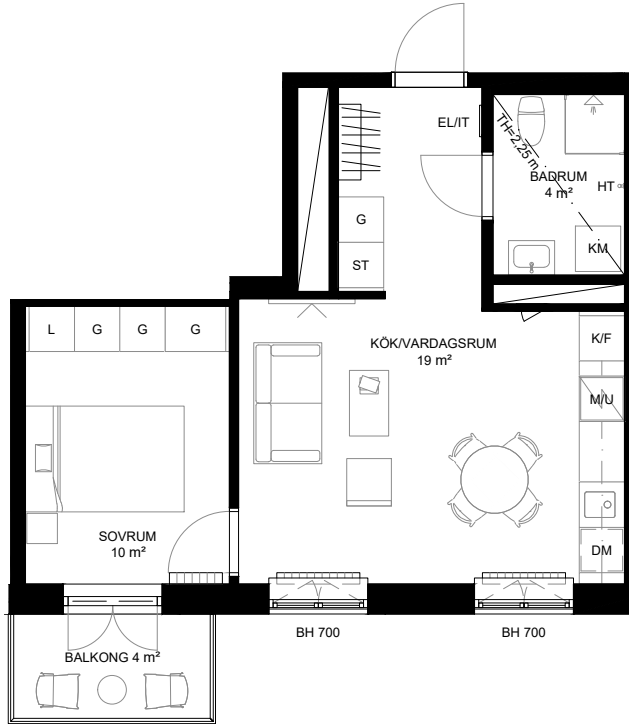 EL/IT
TH=2,25 m
BADRUM
4 m²
HT
G
KM
ST
L G G G
KÖK/VARDAGSRUM
19 m²
K/F
M/U
SOVRUM
10 m²
DM
BH 700
BH 700
BALKONG 4 m²